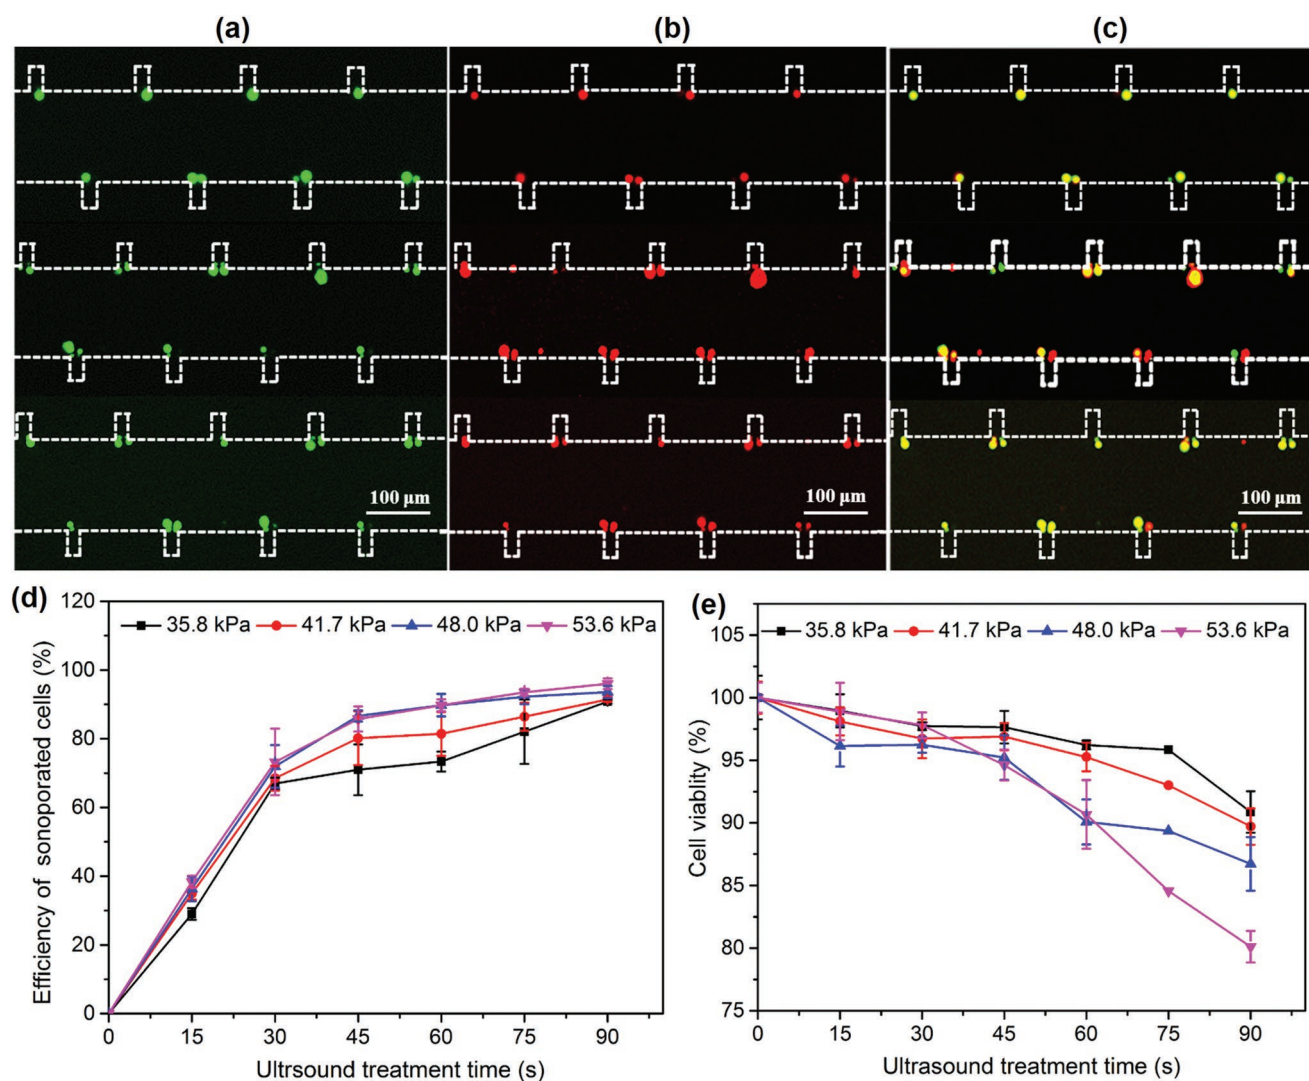 (a)
(b)
(c)
100 µm
100 µm
100 µm
(d)
120
100
80
60
40
20
0
Efficiency of sonoporated cells (%)
35.8 kPa 41.7 kPa 48.0 kPa 53.6 kPa
0 15 30 45 60 75 90
Ultrsound treatment time (s)
(e)
105
100
95
90
85
80
75
Cell viablity (%)
35.8 kPa 41.7 kPa 48.0 kPa 53.6 kPa
0 15 30 45 60 75 90
Ultrasound treatment time (s)